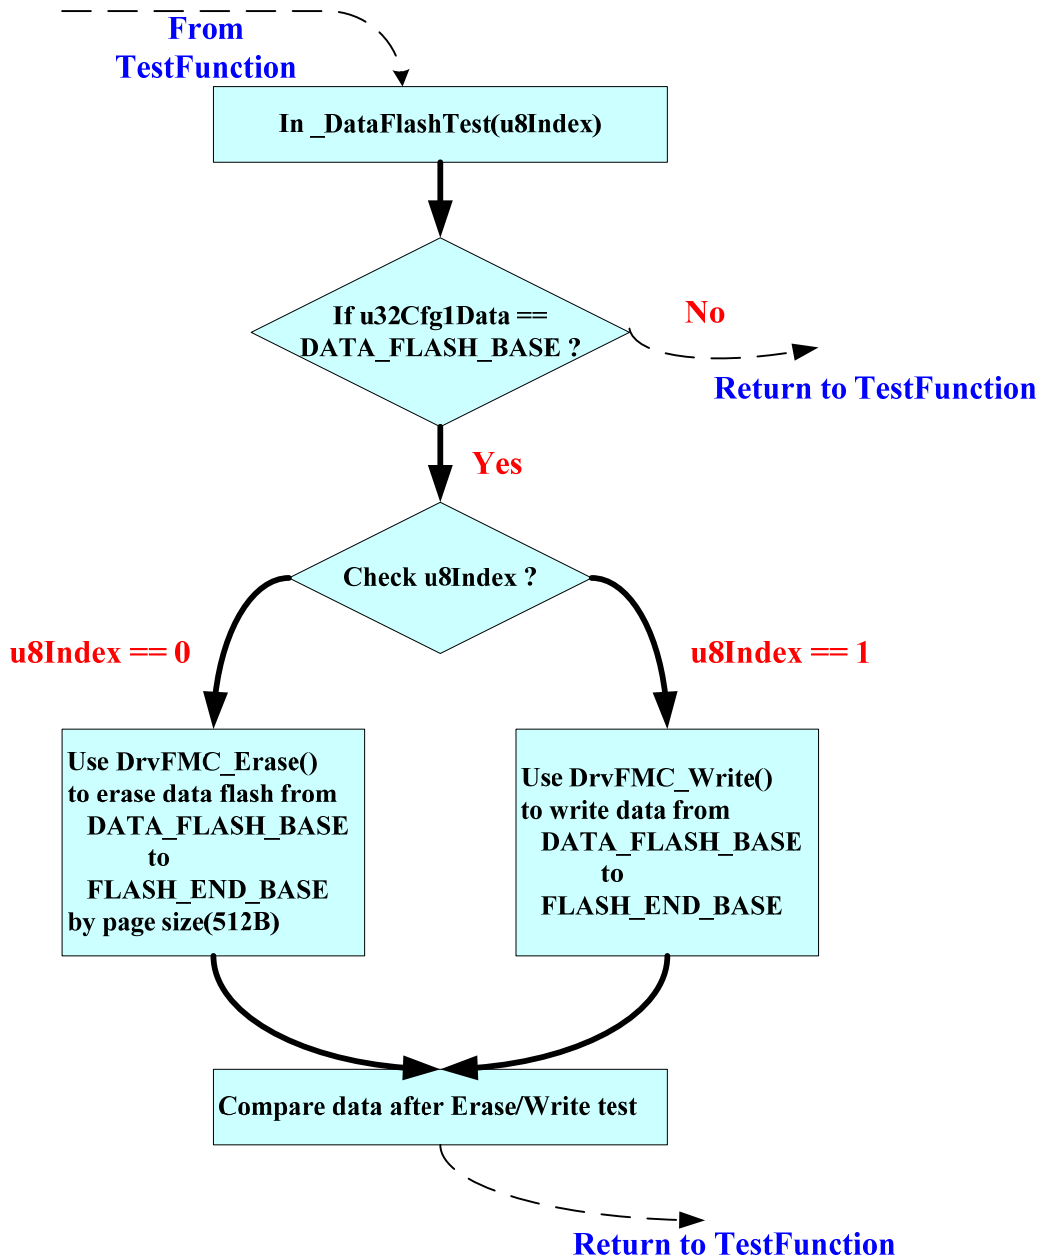 From
TestFunction
In _DataFlashTest(u8Index)
If u32Cfg1Data ==
DATA_FLASH_BASE ?
No
Return to TestFunction
Yes
Check u8Index ?
u8Index == 0
u8Index == 1
Use DrvFMC_Erase()
to erase data flash from
DATA_FLASH_BASE
to
FLASH_END_BASE
by page size(512B)
Use DrvFMC_Write()
to write data from
DATA_FLASH_BASE
to
FLASH_END_BASE
Compare data after Erase/Write test
Return to TestFunction